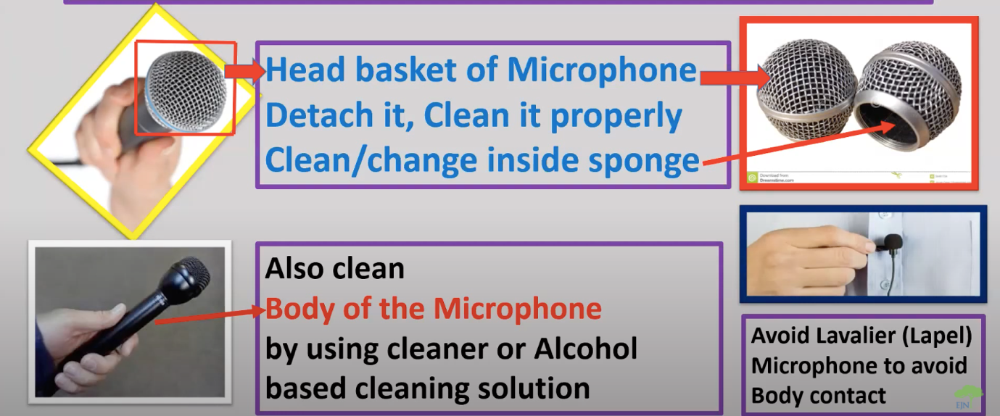 Head basket of Microphone
Detach it, Clean it properly
Clean/change inside sponge
Download from
Dreamstime.com
Also clean
Body of the Microphone
by using cleaner or Alcohol
based cleaning solution
Avoid Lavalier (Lapel)
Microphone to avoid
Body contact
EJN